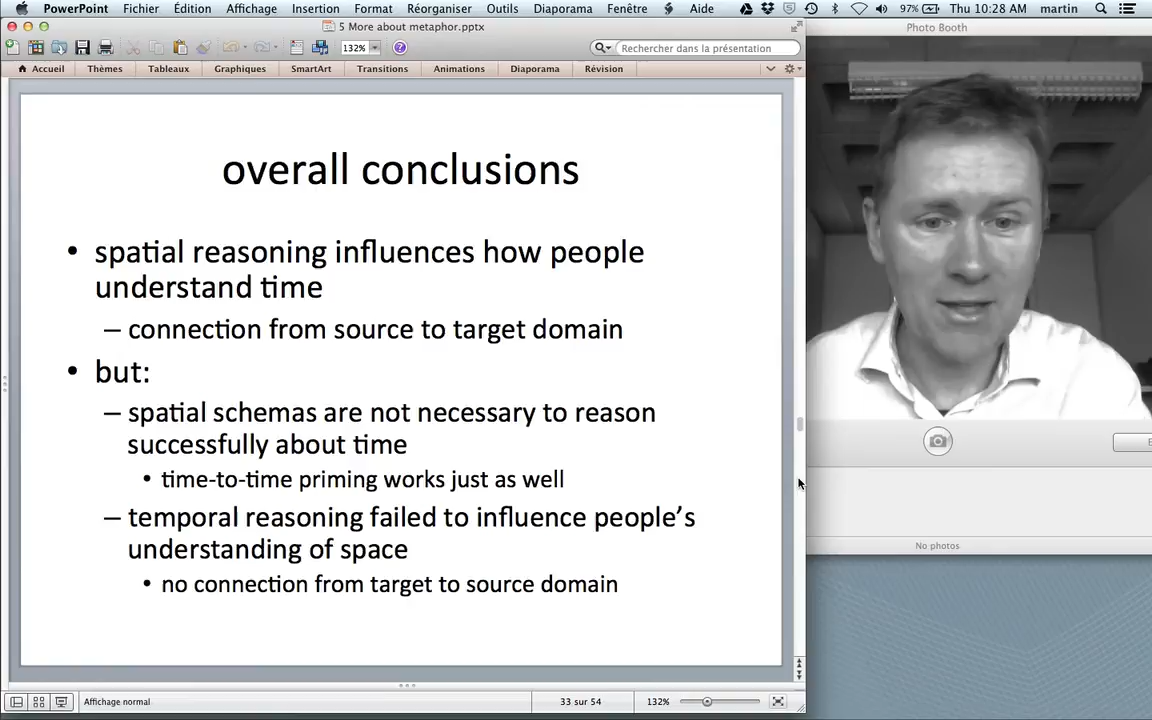 PowerPoint Fichier Édition Affichage Insertion Format Réorganiser Outils Diaporama Fenêtre Aide 97% Thu 10:28 AM martin
5 More about metaphor.pptx
Photo Booth
132% Rechercher dans la présentation
Accueil Thèmes Tableaux Graphiques SmartArt Transitions Animations Diaporama Révision
overall conclusions
• spatial reasoning influences how people
understand time
– connection from source to target domain
• but:
– spatial schemas are not necessary to reason
successfully about time
• time-to-time priming works just as well
– temporal reasoning failed to influence people's
understanding of space
• no connection from target to source domain
No photos
Affichage normal 33 sur 54 132%